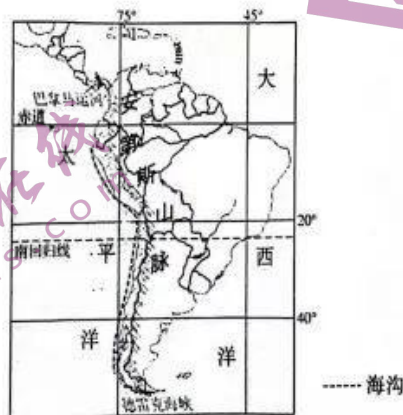 75° 45°
大
巴拿马运河
安
赤道
第
太
斯
山
20°
南回归线
平
脉
西
40°
洋
洋
德雷克海峡
海沟